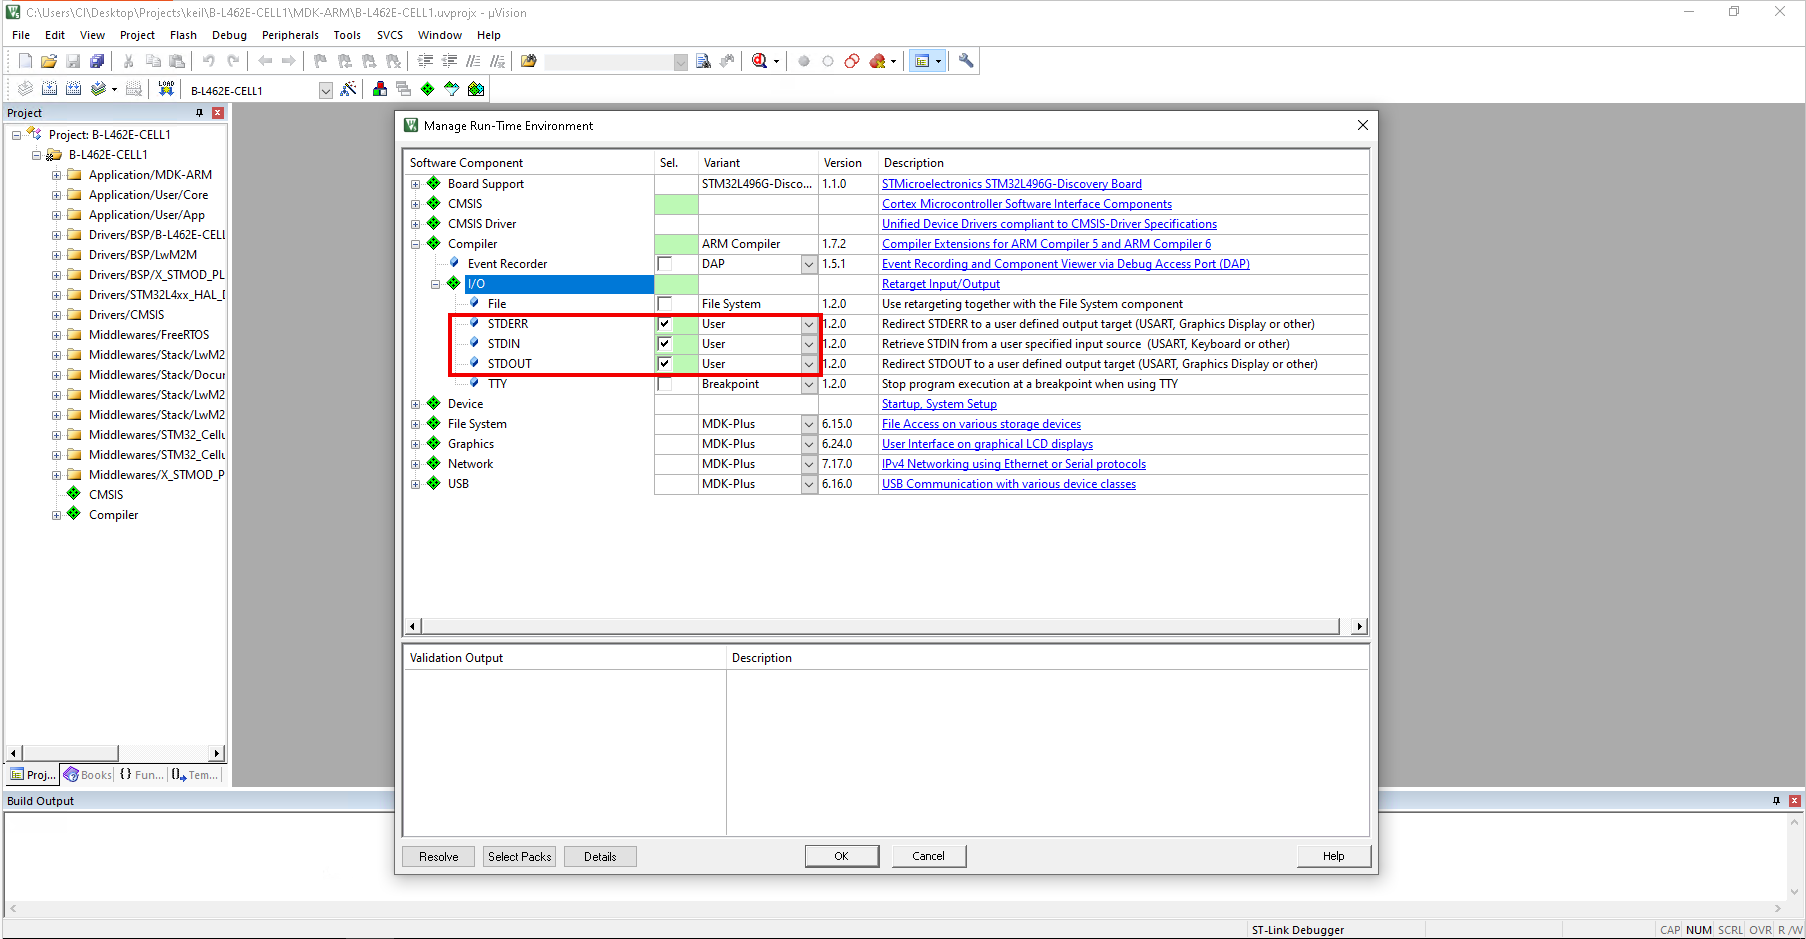 C:\Users\CI\Desktop\Projects\keil\B-L462E-CELL1\MDK-ARM\B-L462E-CELL1.uvprojx - µVision
File Edit View Project Flash Debug Peripherals Tools SVCS Window Help
LOAD B-L462E-CELL1
Project
Project: B-L462E-CELL1
B-L462E-CELL1
Application/MDK-ARM
Application/User/Core
Application/User/App
Drivers/BSP/B-L462E-CELL
Drivers/BSP/LwM2M
Drivers/BSP/X_STMOD_PL
Drivers/STM32L4xx_HAL_D
Drivers/CMSIS
Middlewares/FreeRTOS
Middlewares/Stack/LwM2
Middlewares/Stack/Docur
Middlewares/Stack/LwM2
Middlewares/Stack/LwM2
Middlewares/STM32_Cellu
Middlewares/STM32_Cellu
Middlewares/X_STMOD_P
CMSIS
Compiler
Proj... Books {} Fun... Tem...
Manage Run-Time Environment
Software Component Sel. Variant Version Description
Board Support STM32L496G-Disco... 1.1.0 STMicroelectronics STM32L496G-Discovery Board
CMSIS Cortex Microcontroller Software Interface Components
CMSIS Driver Unified Device Drivers compliant to CMSIS-Driver Specifications
Compiler ARM Compiler 1.7.2 Compiler Extensions for ARM Compiler 5 and ARM Compiler 6
Event Recorder DAP 1.5.1 Event Recording and Component Viewer via Debug Access Port (DAP)
I/O Retarget Input/Output
File File System 1.2.0 Use retargeting together with the File System component
STDERR User 1.2.0 Redirect STDERR to a user defined output target (USART, Graphics Display or other)
STDIN User 1.2.0 Retrieve STDIN from a user specified input source (USART, Keyboard or other)
STDOUT User 1.2.0 Redirect STDOUT to a user defined output target (USART, Graphics Display or other)
TTY Breakpoint 1.2.0 Stop program execution at a breakpoint when using TTY
Device Startup, System Setup
File System MDK-Plus 6.15.0 File Access on various storage devices
Graphics MDK-Plus 6.24.0 User Interface on graphical LCD displays
Network MDK-Plus 7.17.0 IPv4 Networking using Ethernet or Serial protocols
USB MDK-Plus 6.16.0 USB Communication with various device classes
Validation Output Description
Resolve Select Packs Details OK Cancel Help
Build Output
ST-Link Debugger CAP NUM SCRL OVR R/W